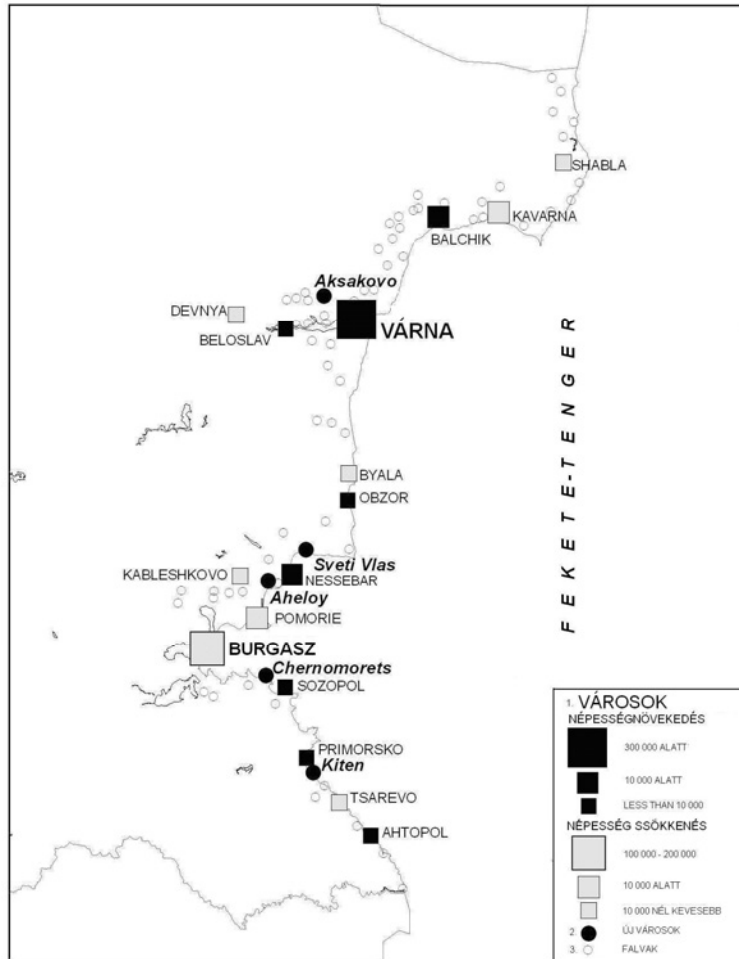 SHABLA
KAVARNA
BALCHIK
Aksakovo
DEVNYA
VÁRNA
BELOSLAV
FEKETE-TENGER
BYALA
OBZOR
Sveti Vlas
KABLESHKOVO
NESSEBAR
Aheloy
POMORIE
BURGASZ
Chernomorets
SOZOPOL
PRIMORSKO
Kiten
TSAREVO
AHTOPOL
1. VÁROSOK
NÉPESSÉGNÖVEKEDÉS
300 000 ALATT
10 000 ALATT
LESS THAN 10 000
NÉPESSÉG SSÖKKENÉS
100 000 - 200 000
10 000 ALATT
10 000 NÉL KEVESEBB
2. ÚJ VÁROSOK
3. FALVAK